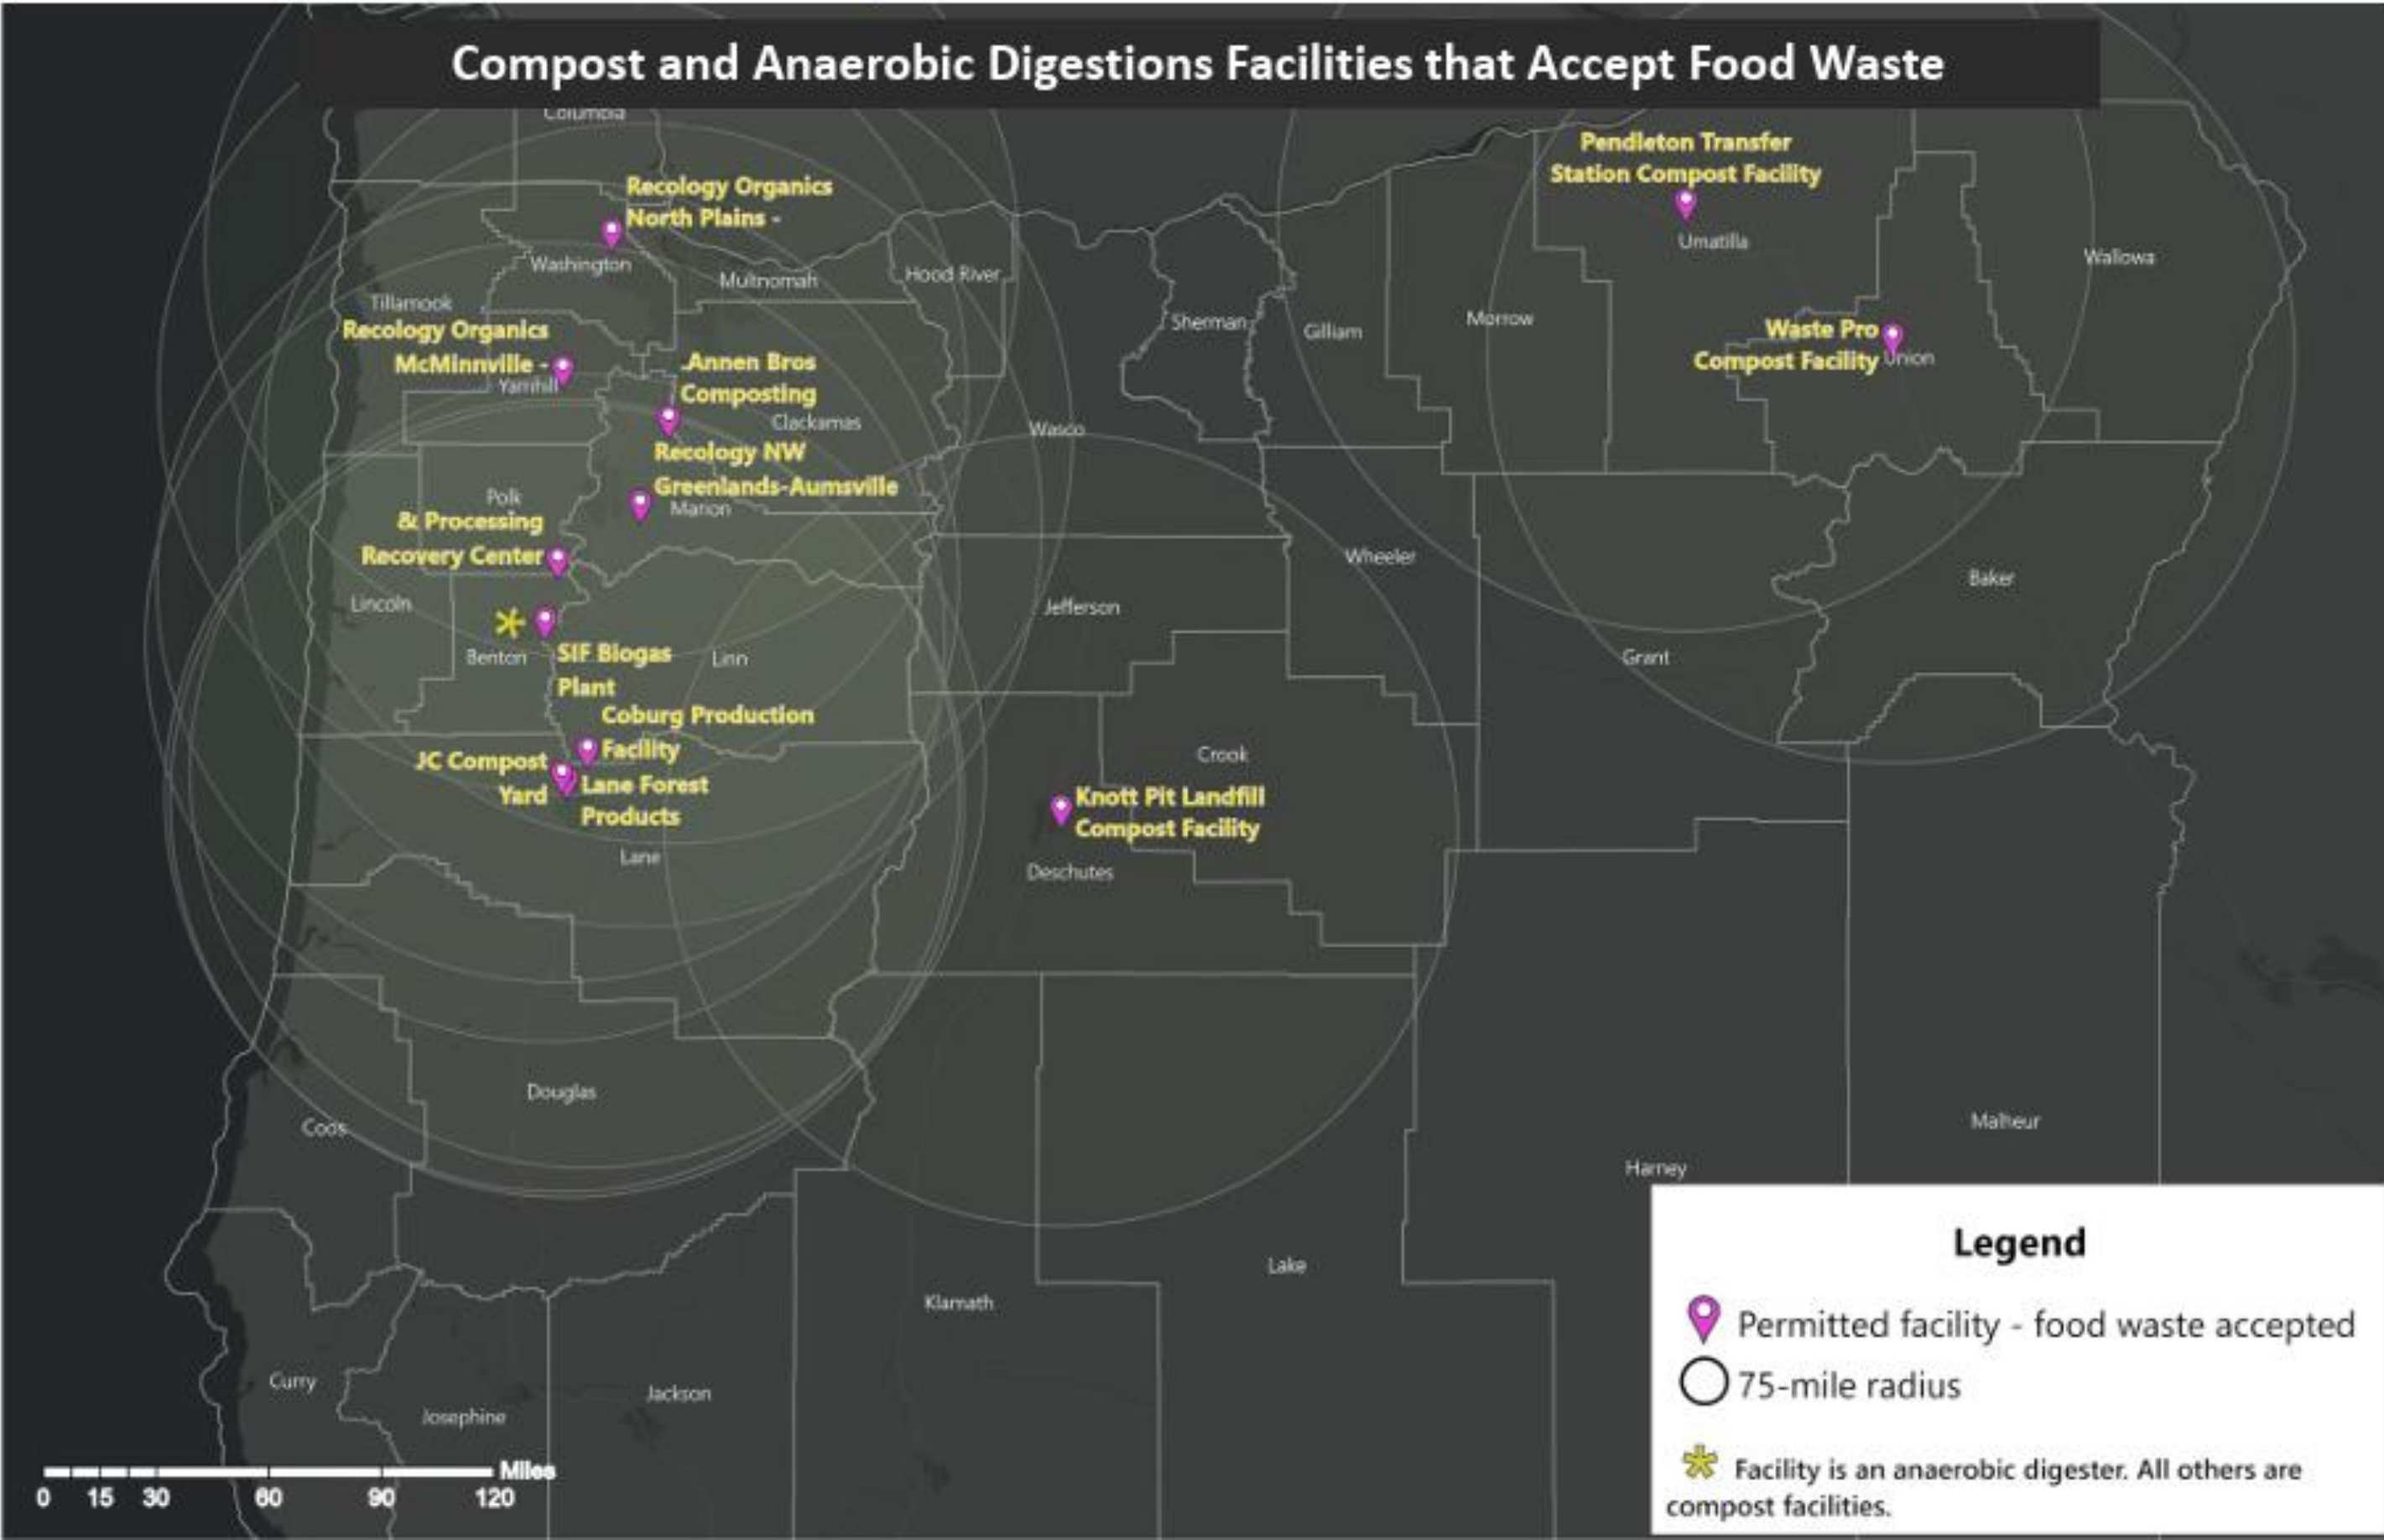 Compost and Anaerobic Digestions Facilities that Accept Food Waste
Columbia
Pendleton Transfer
Station Compost Facility
Recology Organics
North Plains -
Umatilla
Wallowa
Washington
Multnomah
Hood River
Tillamook
Recology Organics
McMinnville -
Yamhill
Sherman
Gilliam
Morrow
Waste Pro
Compost Facility
Union
.Annen Bros
Composting
Clackamas
Wasco
Recology NW
Greenlands-Aumsville
Marion
Polk
& Processing
Recovery Center
Wheeler
Baker
Lincoln
Jefferson
*
Benton
SIF Biogas
Plant
Linn
Grant
Coburg Production
Facility
JC Compost
Yard
Lane Forest
Products
Crook
Knott Pit Landfill
Compost Facility
Lane
Deschutes
Douglas
Coos
Malheur
Harney
Lake
Klamath
Curry
Jackson
Josephine
Miles
0 15 30 60 90 120
Legend
Permitted facility - food waste accepted
75-mile radius
* Facility is an anaerobic digester. All others are
compost facilities.